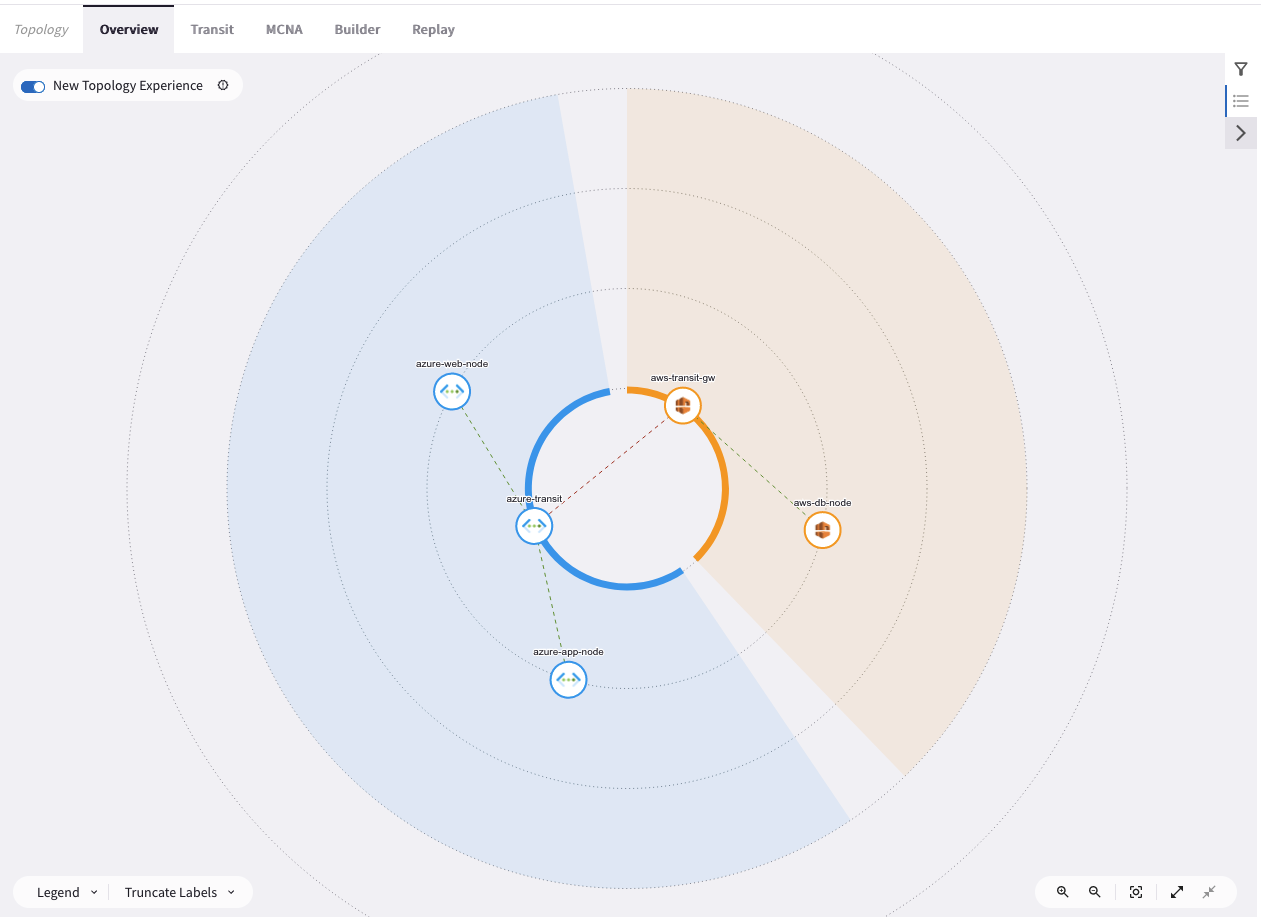 Topology Overview Transit MCNA Builder Replay
New Topology Experience
azure-web-node
aws-transit-gw
azure-transit
aws-db-node
azure-app-node
Legend Truncate Labels